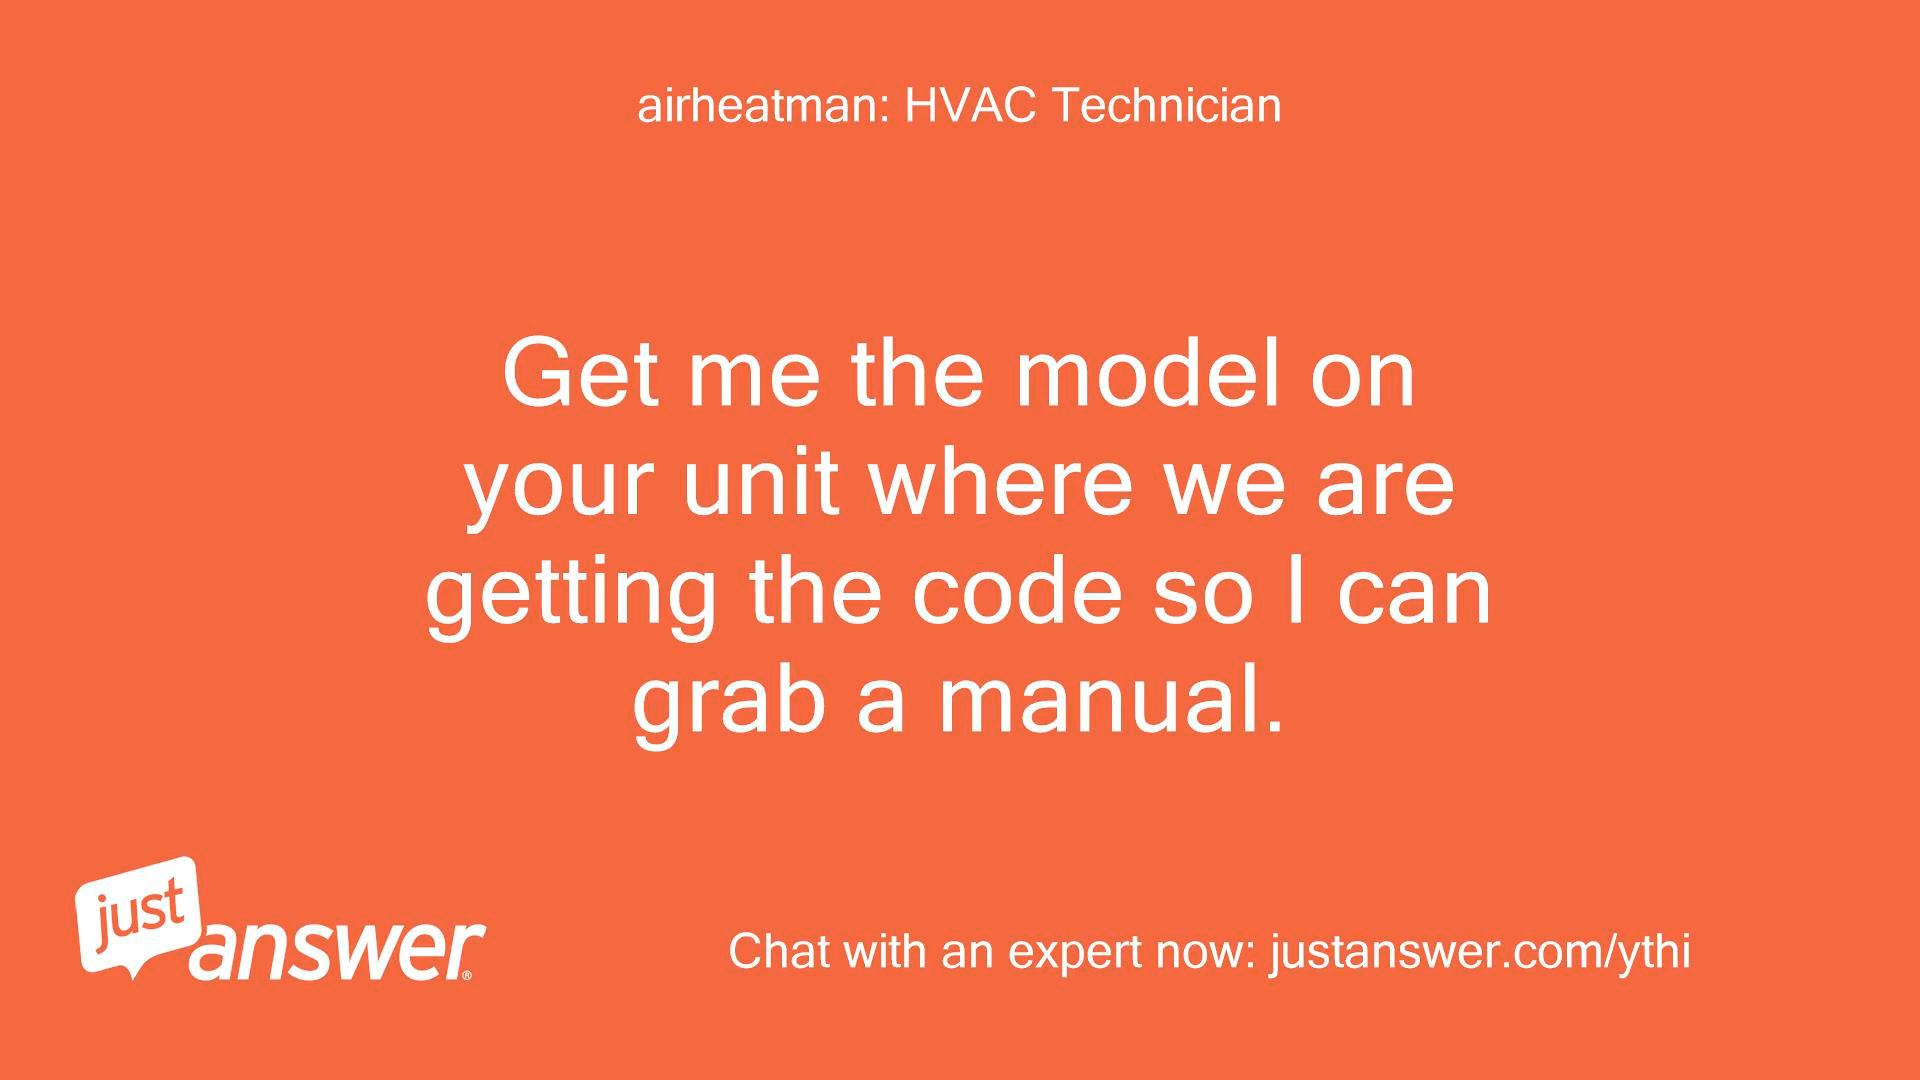 airheatman: HVAC Technician
Get me the model on
your unit where we are
getting the code so I can
grab a manual.
just
answer®
Chat with an expert now: justanswer.com/ythi